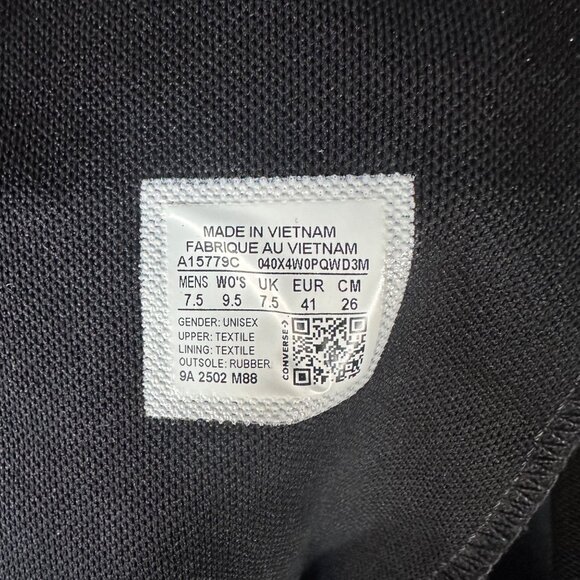 MADE IN VIETNAM
FABRIQUE AU VIETNAM
A15779C 040X4W0PQWD3M
MENS WO'S UK EUR CM
7.5 9.5 7.5 41 26
GENDER: UNISEX
UPPER: TEXTILE
LINING: TEXTILE
OUTSOLE: RUBBER
9A 2502 M88
CONVERSE